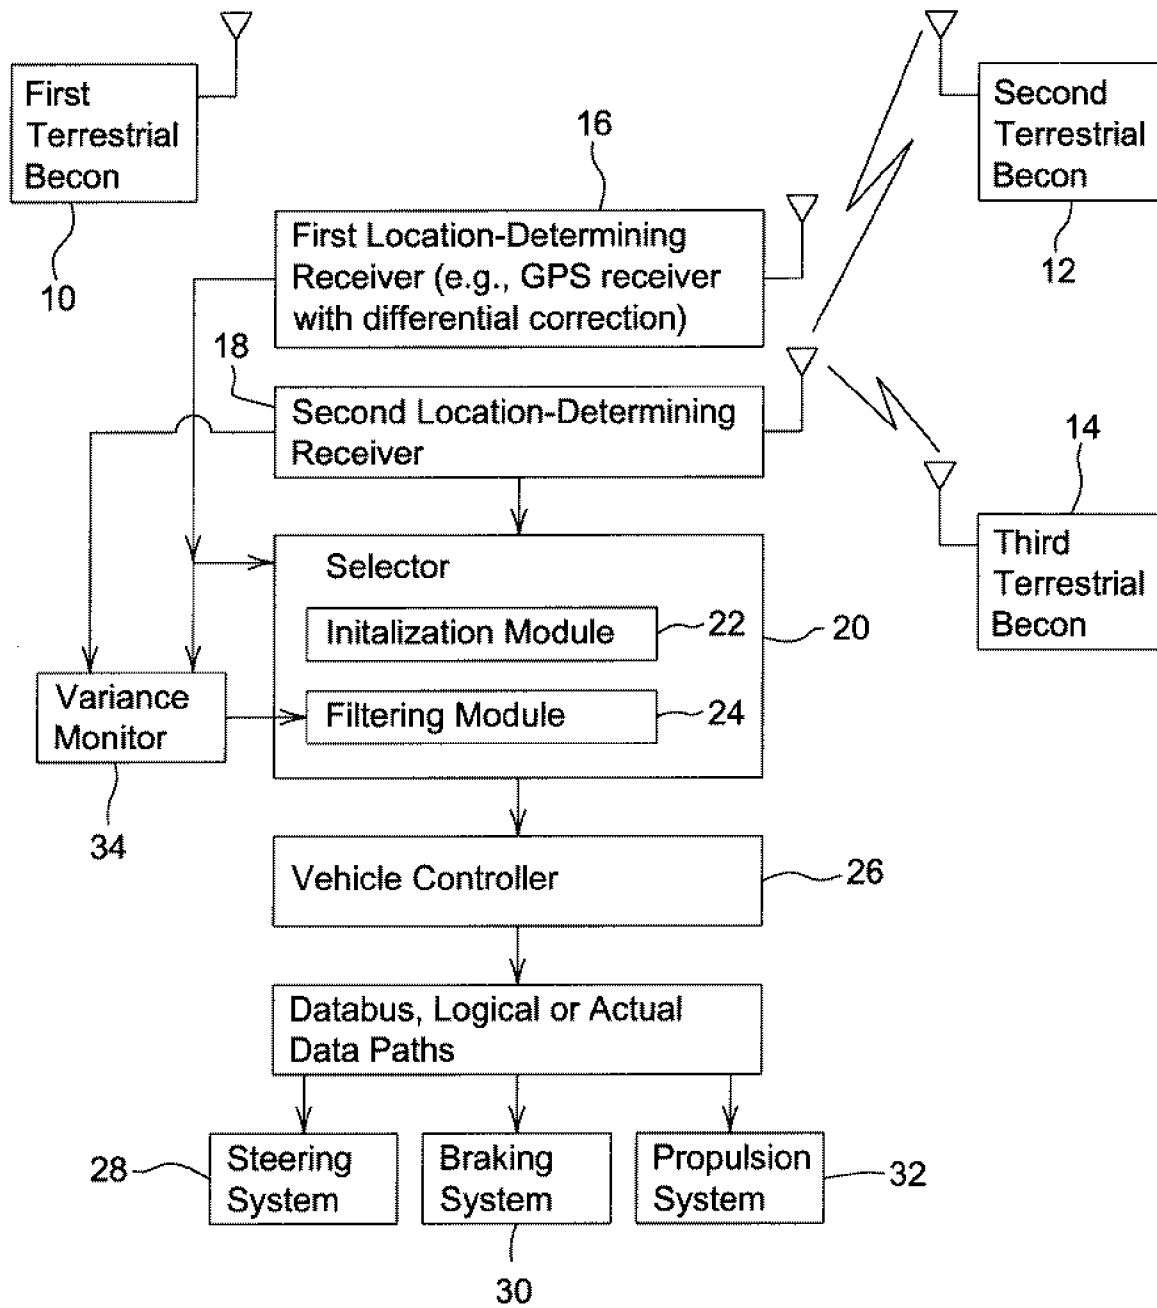 First
Terrestrial
Becon
10
Second
Terrestrial
Becon
12
16
First Location-Determining
Receiver (e.g., GPS receiver
with differential correction)
18
Second Location-Determining
Receiver
14
Third
Terrestrial
Becon
Selector
Initalization Module
22
20
Filtering Module
24
Variance
Monitor
34
Vehicle Controller
26
Databus, Logical or Actual
Data Paths
28
Steering
System
Braking
System
30
Propulsion
System
32